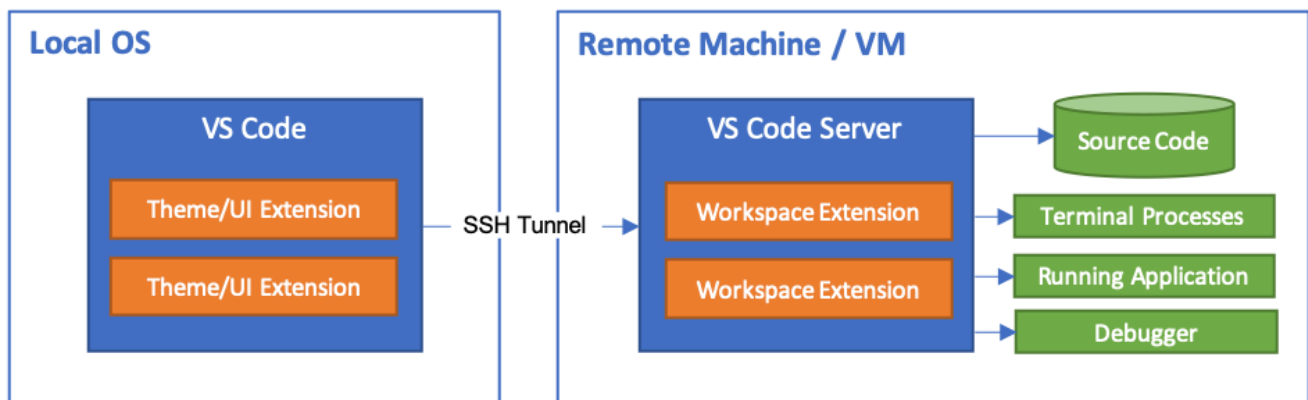 Local OS
VS Code
Theme/UI Extension
Theme/UI Extension
SSH Tunnel
Remote Machine / VM
VS Code Server
Workspace Extension
Workspace Extension
Source Code
Terminal Processes
Running Application
Debugger